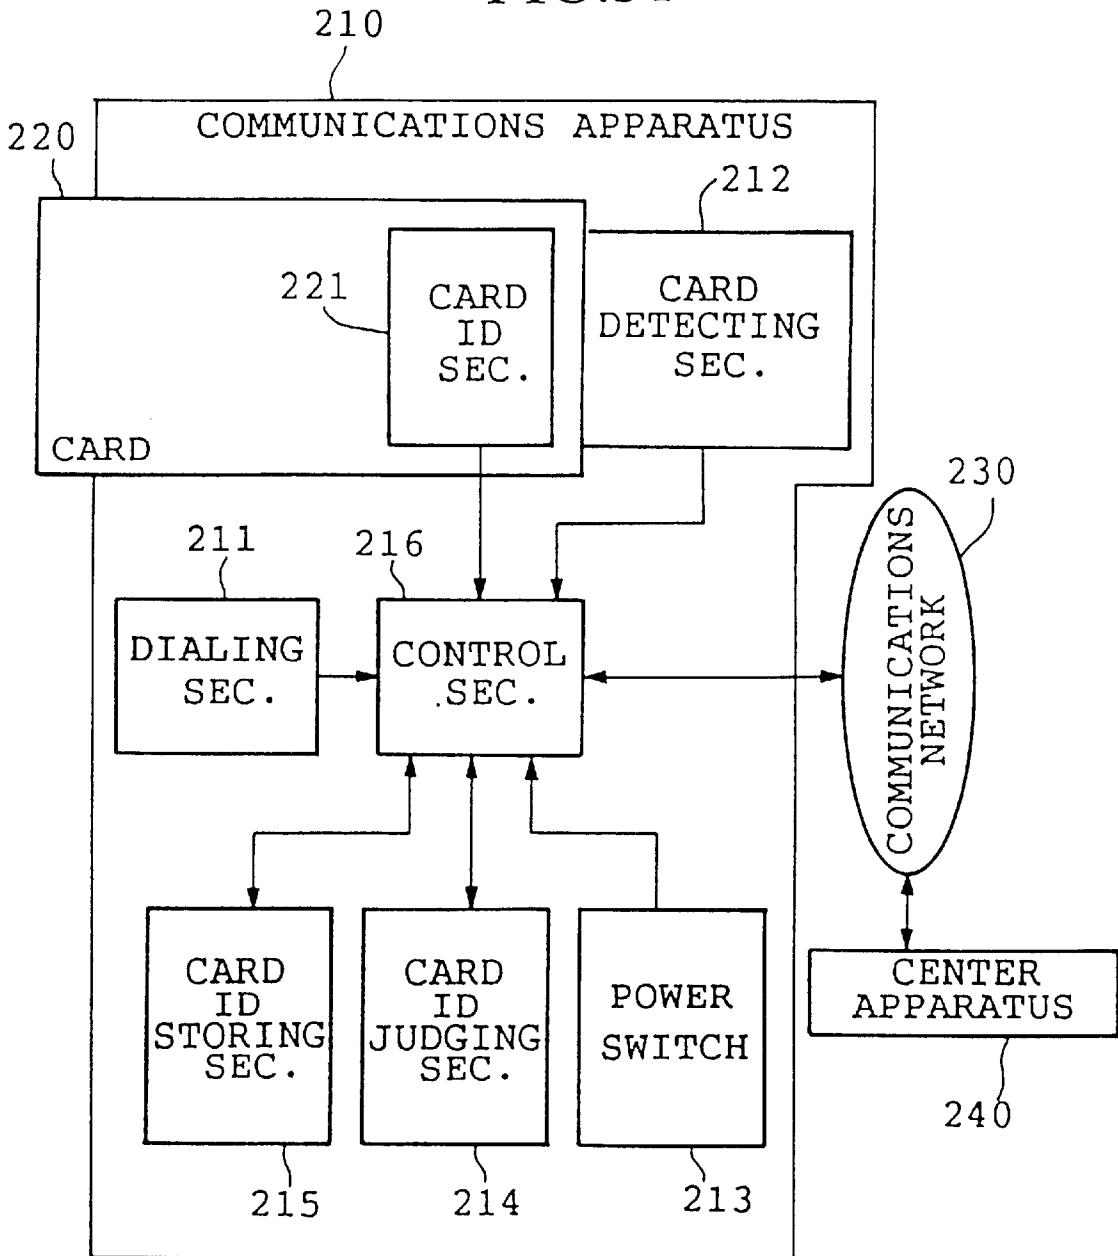 210
COMMUNICATIONS APPARATUS
220
212
221
CARD
ID
SEC.
CARD
DETECTING
SEC.
CARD
230
211
216
DIALING
SEC.
CONTROL
SEC.
COMMUNICATIONS
NETWORK
CARD
ID
STORING
SEC.
CARD
ID
JUDGING
SEC.
POWER
SWITCH
CENTER
APPARATUS
240
215
214
213